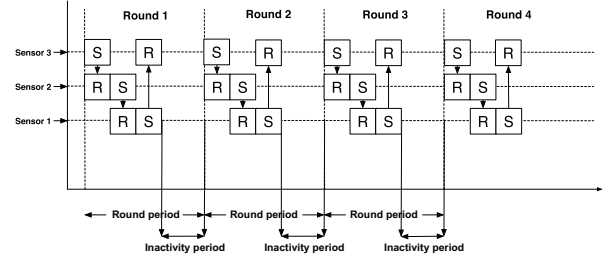 Round 1 Round 2 Round 3 Round 4
Sensor 3 S R S R S R S R
Sensor 2 R S R S R S R S
Sensor 1 R S R S R S R S
Round period Round period Round period
Inactivity period Inactivity period Inactivity period